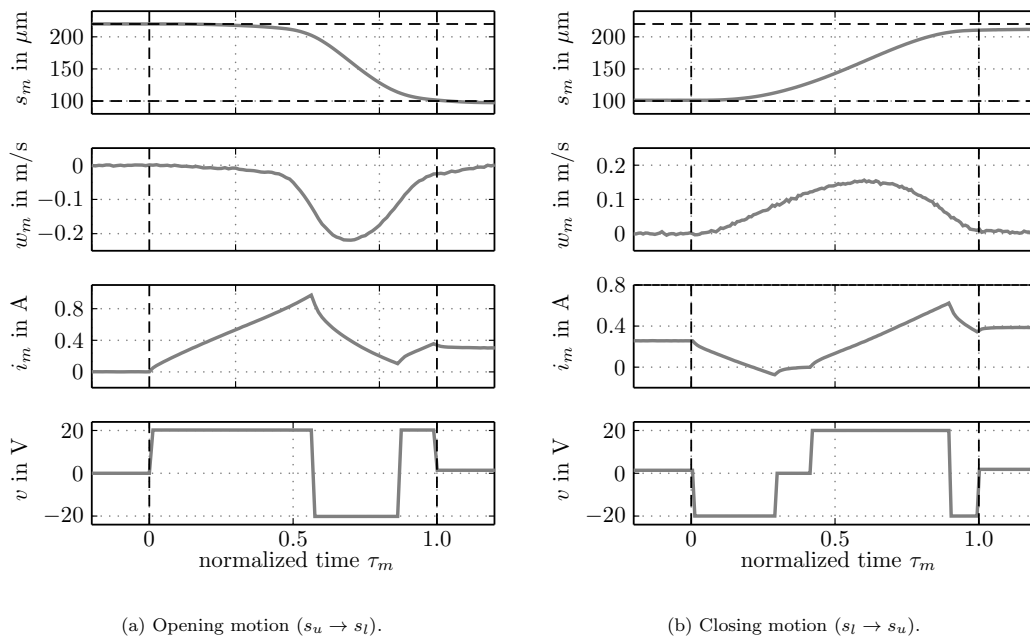 200
150
100
s_m in μm
0
−0.1
−0.2
w_m in m/s
0.8
0.4
0
i_m in A
20
0
−20
v in V
0
0.5
1.0
normalized time τ_m
(a) Opening motion (s_u → s_l).
200
150
100
s_m in μm
0.2
0.1
0
w_m in m/s
0.8
0.4
0
i_m in A
20
0
−20
v in V
0
0.5
1.0
normalized time τ_m
(b) Closing motion (s_l → s_u).